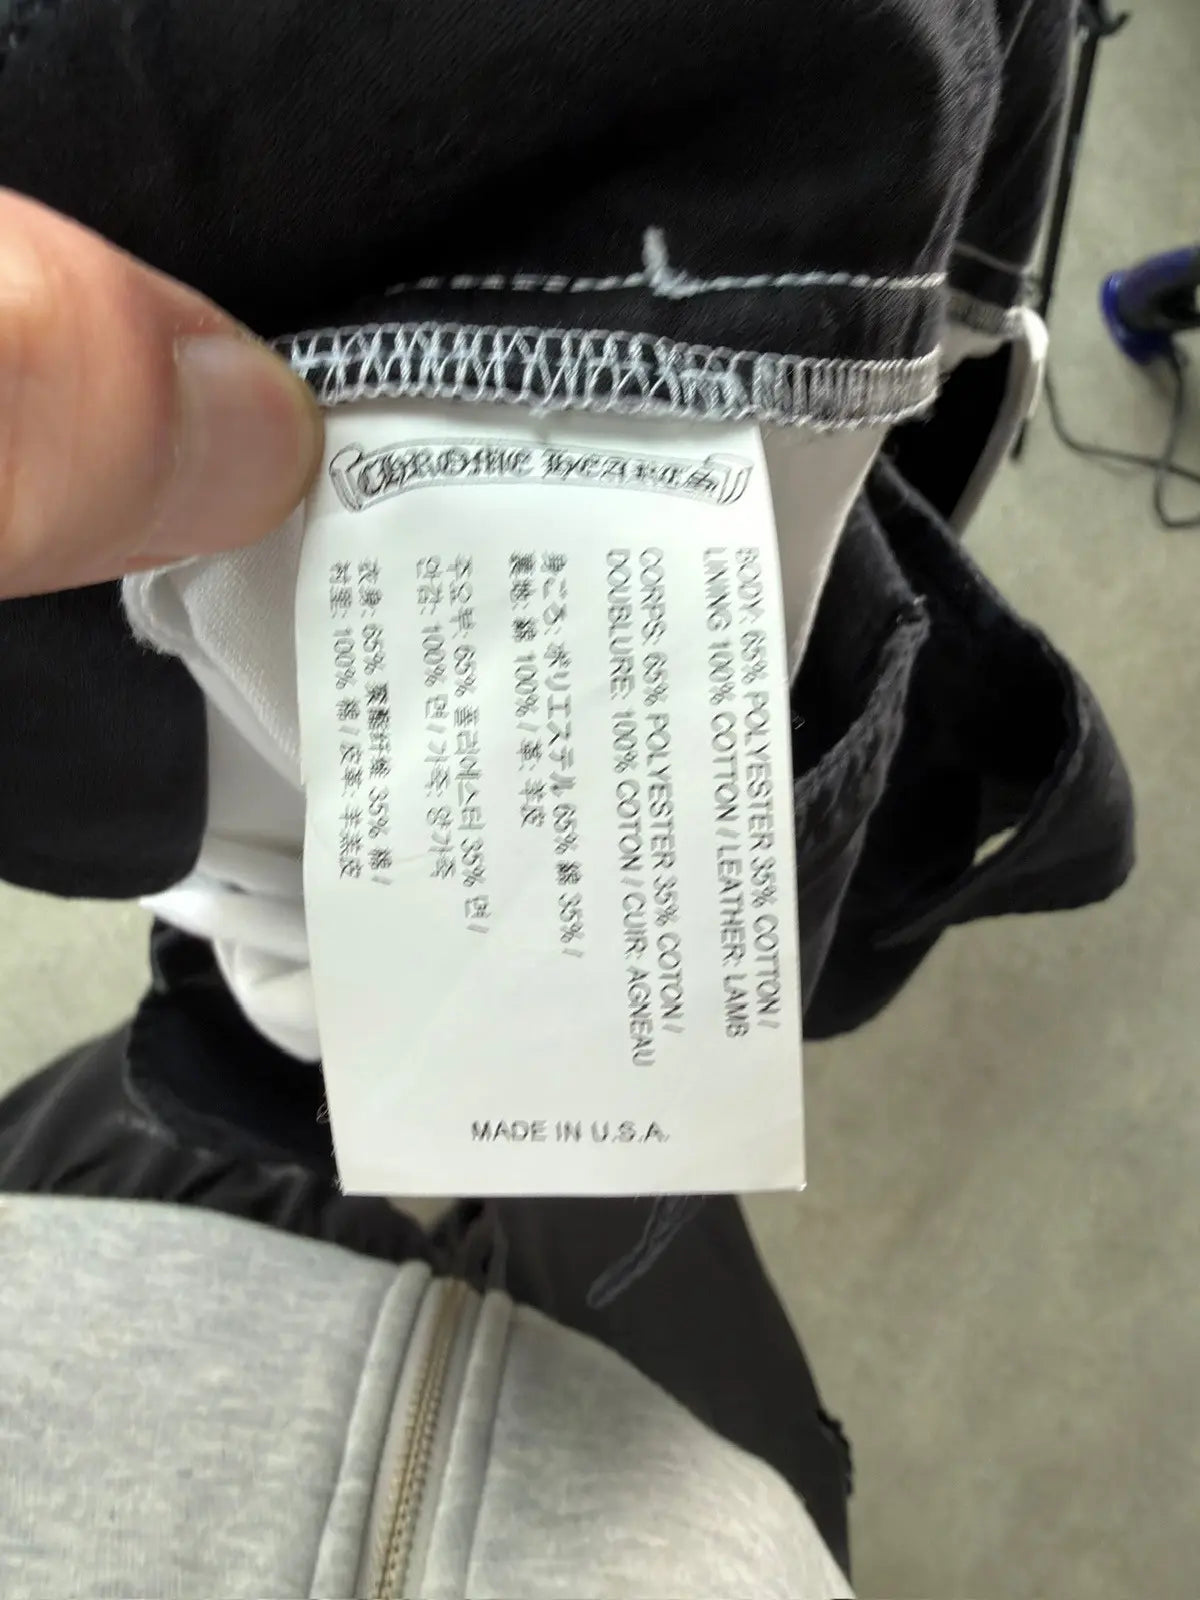 CHROME HEARTS
BODY: 65% POLYESTER 35% COTTON /
LINING 100% COTTON / LEATHER: LAMB
CORPS: 65% POLYESTER 35% COTON /
DOUBLURE: 100% COTON / CUIR: AGNEAU
身ごろ: ポリエステル 65% 綿 35% /
裏地: 綿 100% / 革: 羊皮
주요부: 65% 폴리에스터 35% 면 /
안감: 100% 면 / 가죽: 양가죽
衣身: 65% 聚酯纤维 35% 棉 /
衬里: 100% 棉 / 皮革: 羊羔皮
MADE IN U.S.A.